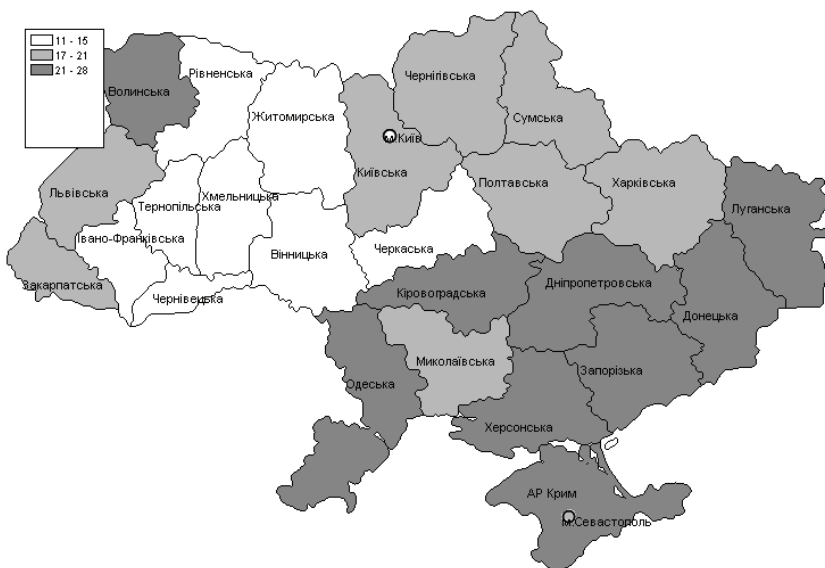 11 - 15
17 - 21
21 - 28
Волинська
Рівненська
Житомирська
Чернігівська
Сумська
м.Київ
Київська
Львівська
Тернопільська
Хмельницька
Полтавська
Харківська
Луганська
Івано-Франківська
Вінницька
Черкаська
Закарпатська
Чернівецька
Кіровоградська
Дніпропетровська
Донецька
Миколаївська
Одеська
Запорізька
Херсонська
АР Крим
м.Севастополь